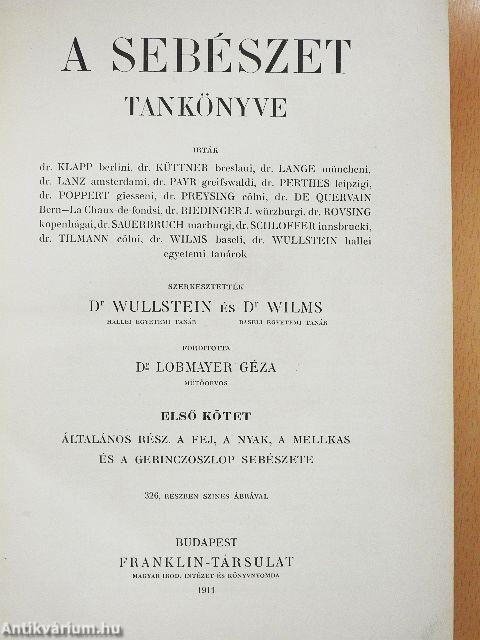 A SEBÉSZET
TANKÖNYVE
IRTÁK
dr. KLAPP berlini, dr. KÜTTNER breslaui, dr. LANGE müncheni,
dr. LANZ amsterdami, dr. PAYR greifswaldi, dr. PERTHES leipzigi,
dr. POPPERT giesseni, dr. PREYSING cölni, dr. DE QUERVAIN
Bern—La Chaux-de-fondsi, dr. RIEDINGER J. würzburgi, dr. ROVSING
kopenhágai, dr. SAUERBRUCH marburgi, dr. SCHLOFFER innsbrucki,
dr. TILMANN cölni, dr. WILMS baseli, dr. WULLSTEIN hallei
egyetemi tanárok
SZERKESZTETTÉK
Dr WULLSTEIN ÉS Dr WILMS
HALLEI EGYETEMI TANÁR BASELI EGYETEMI TANÁR
FORDITOTTA
Dr LOBMAYER GÉZA
MŰTŐORVOS
ELSŐ KÖTET
ÁLTALÁNOS RÉSZ. A FEJ, A NYAK, A MELLKAS
ÉS A GERINCZOSZLOP SEBÉSZETE
326, RÉSZBEN SZINES ÁBRÁVAL
BUDAPEST
FRANKLIN-TÁRSULAT
MAGYAR IROD. INTÉZET ÉS KÖNYVNYOMDA
1911
Antikvárium.hu